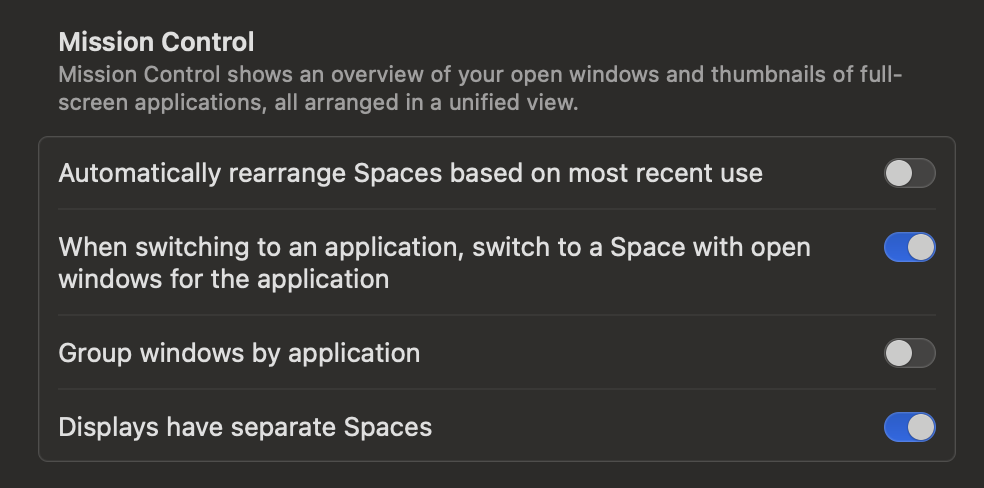 Mission Control
Mission Control shows an overview of your open windows and thumbnails of full-
screen applications, all arranged in a unified view.
Automatically rearrange Spaces based on most recent use
When switching to an application, switch to a Space with open
windows for the application
Group windows by application
Displays have separate Spaces